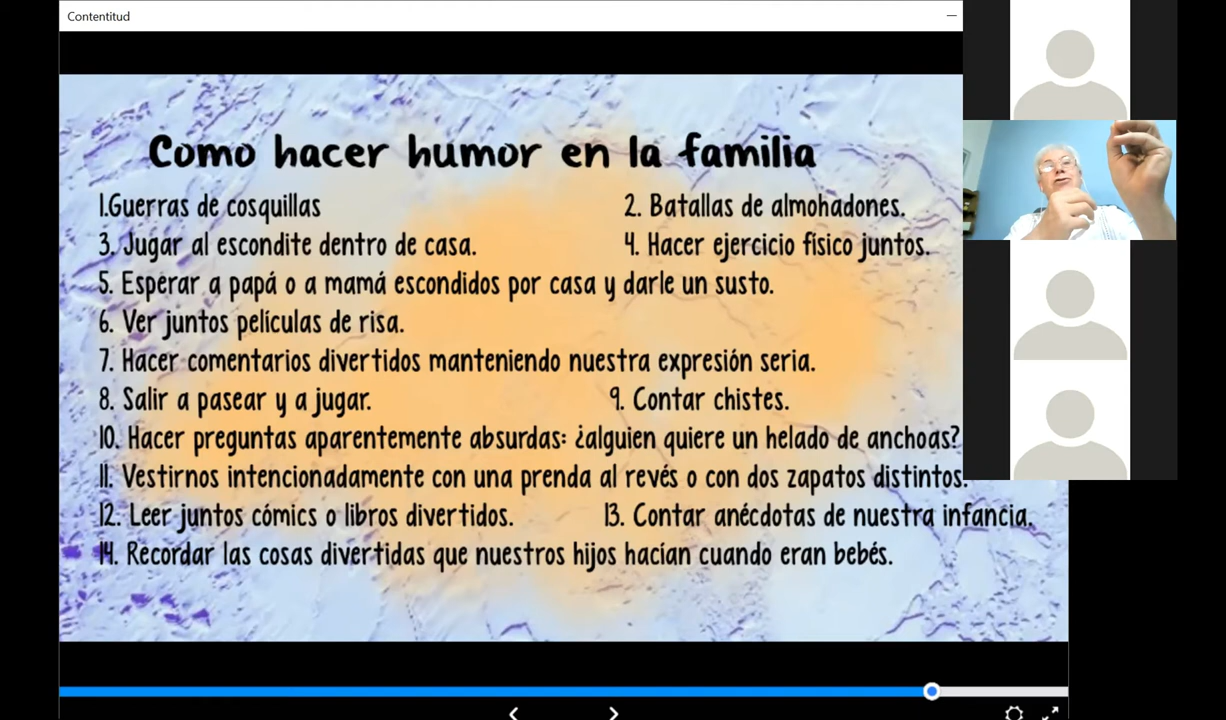 Contentitud
Como hacer humor en la familia
1.Guerras de cosquillas 2. Batallas de almohadones.
3. Jugar al escondite dentro de casa. 4. Hacer ejercicio físico juntos.
5. Esperar a papá o a mamá escondidos por casa y darle un susto.
6. Ver juntos películas de risa.
7. Hacer comentarios divertidos manteniendo nuestra expresión seria.
8. Salir a pasear y a jugar. 9. Contar chistes.
10. Hacer preguntas aparentemente absurdas: ¿alguien quiere un helado de anchoas?
11. Vestirnos intencionadamente con una prenda al revés o con dos zapatos distintos.
12. Leer juntos cómics o libros divertidos. 13. Contar anécdotas de nuestra infancia.
14. Recordar las cosas divertidas que nuestros hijos hacían cuando eran bebés.